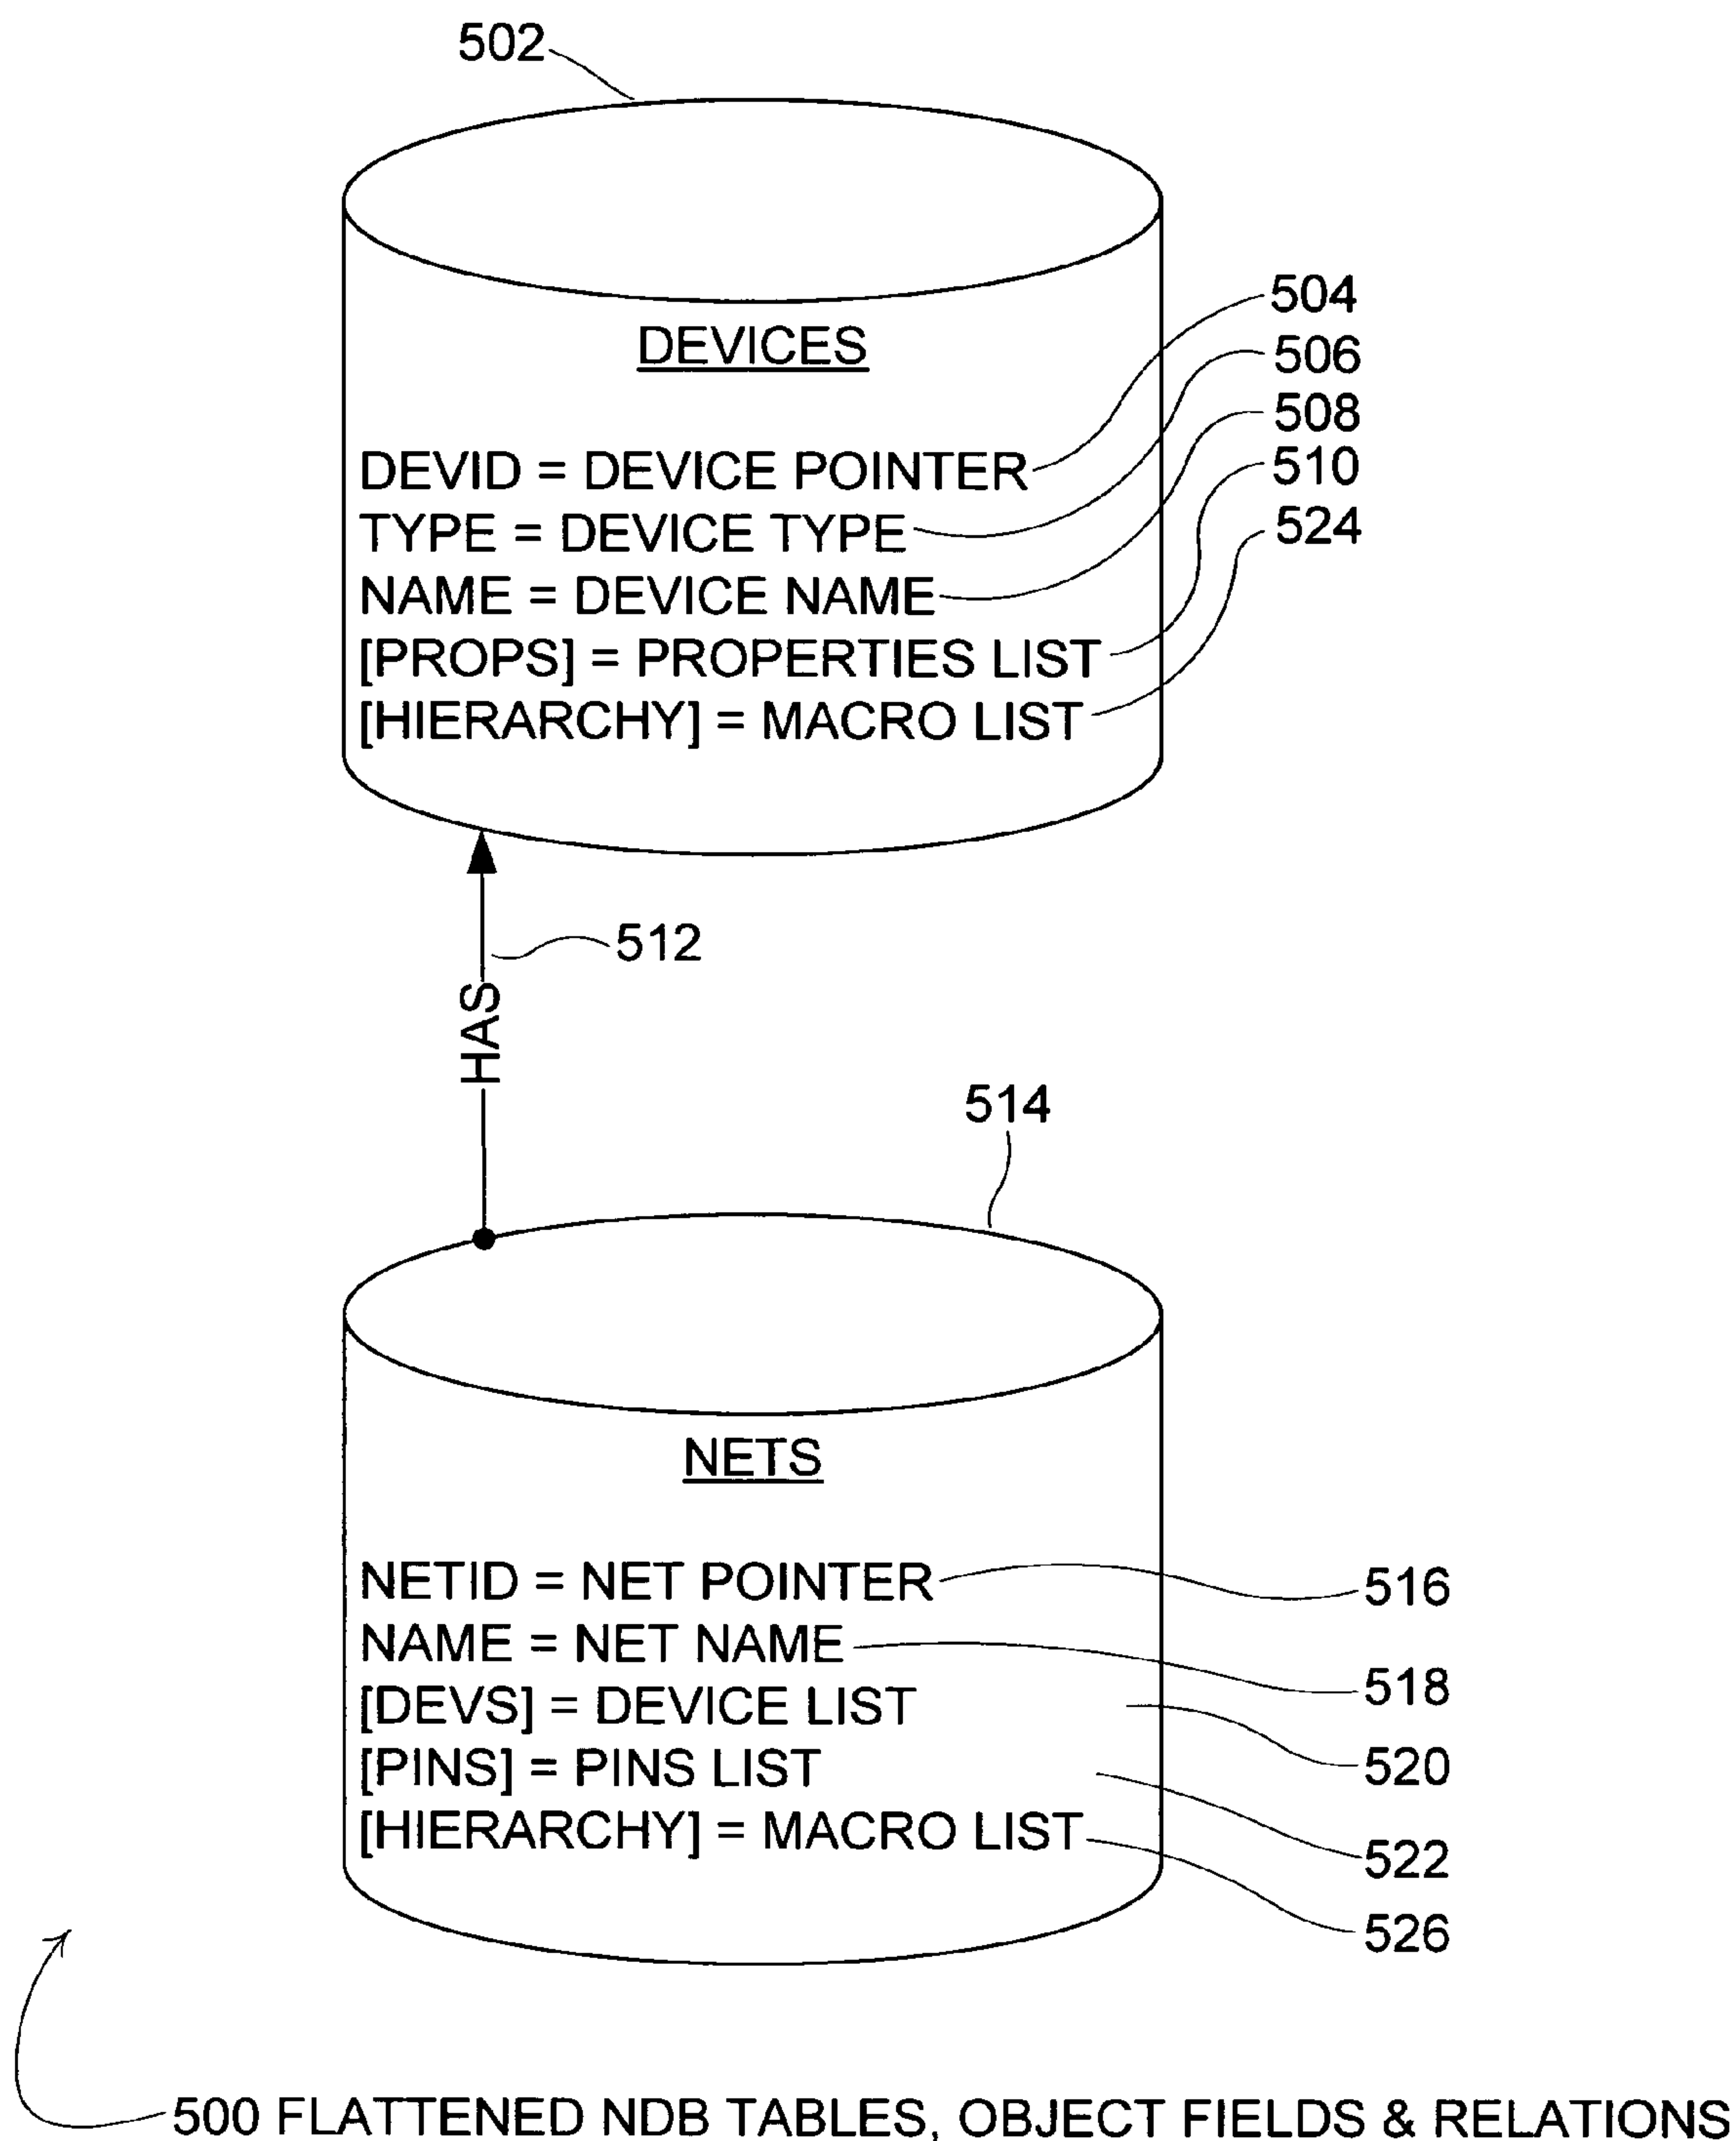 502
DEVICES
504
506
508
510
524
DEVID = DEVICE POINTER
TYPE = DEVICE TYPE
NAME = DEVICE NAME
[PROPS] = PROPERTIES LIST
[HIERARCHY] = MACRO LIST
512
HAS
514
NETS
NETID = NET POINTER
516
NAME = NET NAME
518
[DEVS] = DEVICE LIST
520
[PINS] = PINS LIST
522
[HIERARCHY] = MACRO LIST
526
500 FLATTENED NDB TABLES, OBJECT FIELDS & RELATIONS